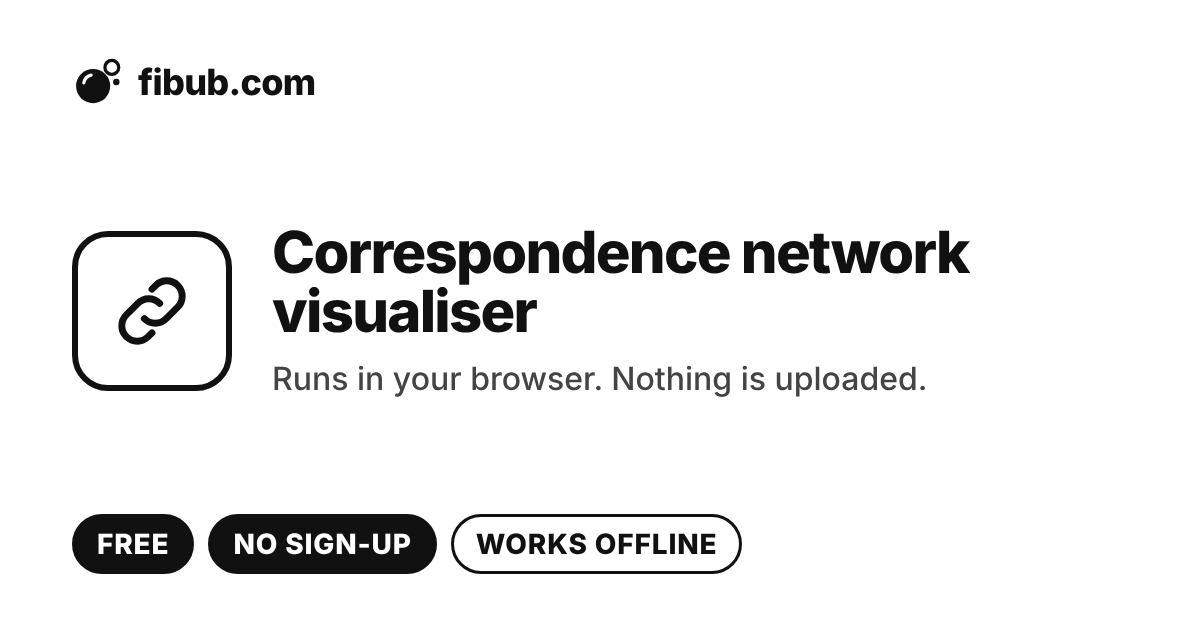 fibub.com
Correspondence network
visualiser
Runs in your browser. Nothing is uploaded.
FREE
NO SIGN-UP
WORKS OFFLINE